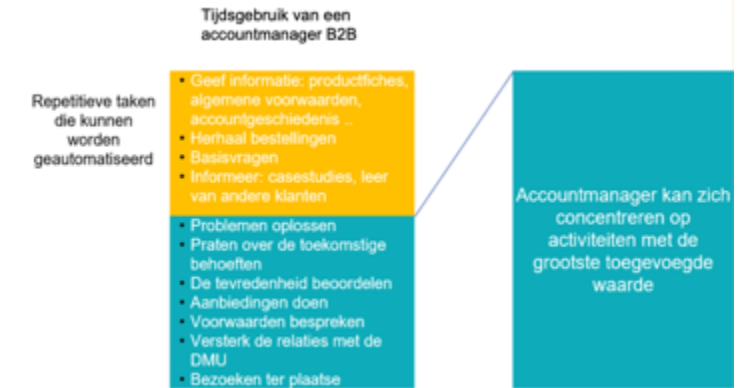 Tijdsgebruik van een
accountmanager B2B
Repetitieve taken
die kunnen
worden
geautomatiseerd
• Geef informatie: productfiches,
algemene voorwaarden,
accountgeschiedenis ..
• Herhaal bestellingen
• Basisvragen
• Informeer: casestudies, leer
van andere klanten
• Problemen oplossen
• Praten over de toekomstige
behoeften
• De tevredenheid beoordelen
• Aanbiedingen doen
• Voorwaarden bespreken
• Versterk de relaties met de
DMU
• Bezoeken ter plaatse
Accountmanager kan zich
concentreren op
activiteiten met de
grootste toegevoegde
waarde